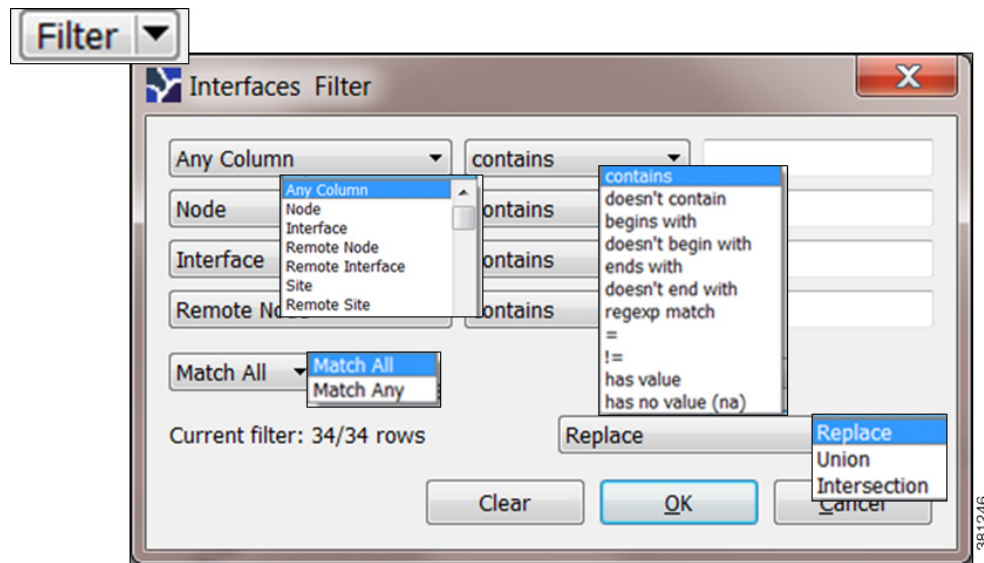 Filter
Interfaces Filter
Any Column
contains
Any Column
Node
Interface
Remote Node
Remote Interface
Site
Remote Site
contains
doesn't contain
begins with
doesn't begin with
ends with
doesn't end with
regexp match
=
!=
has value
has no value (na)
Node
contains
Interface
contains
Remote Node
contains
Match All
Match All
Match Any
Current filter: 34/34 rows
Replace
Replace
Union
Intersection
Clear
OK
Cancel
381246